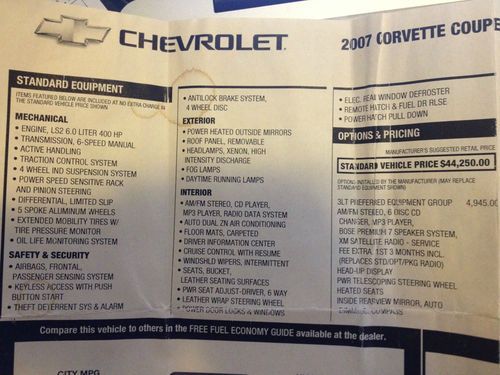 CHEVROLET
2007 CORVETTE COUPE
STANDARD EQUIPMENT
ITEMS FEATURED BELOW ARE INCLUDED AT NO EXTRA CHARGE IN
THE STANDARD VEHICLE PRICE SHOWN
MECHANICAL
• ENGINE, LS2 6.0 LITER 400 HP
• TRANSMISSION, 6-SPEED MANUAL
• ACTIVE HANDLING
• TRACTION CONTROL SYSTEM
• 4 WHEEL IND SUSPENSION SYSTEM
• POWER SPEED SENSITIVE RACK
AND PINION STEERING
• DIFFERENTIAL, LIMITED SLIP
• 5 SPOKE ALUMINUM WHEELS
• EXTENDED MOBILITY TIRES W/
TIRE PRESSURE MONITOR
• OIL LIFE MONITORING SYSTEM
SAFETY & SECURITY
• AIRBAGS, FRONTAL,
PASSENGER SENSING SYSTEM
• KEYLESS ACCESS WITH PUSH
BUTTON START
• THEFT DETERRENT SYS & ALARM
• ANTILOCK BRAKE SYSTEM,
4 WHEEL DISC
EXTERIOR
• POWER HEATED OUTSIDE MIRRORS
• ROOF PANEL, REMOVABLE
• HEADLAMPS, XENON, HIGH
INTENSITY DISCHARGE
• FOG LAMPS
• DAYTIME RUNNING LAMPS
INTERIOR
• AM/FM STEREO, CD PLAYER,
MP3 PLAYER, RADIO DATA SYSTEM
• AUTO DUAL ZN AIR CONDITIONING
• FLOOR MATS, CARPETED
• DRIVER INFORMATION CENTER
• CRUISE CONTROL WITH RESUME
• WINDSHLD WIPERS, INTERMITTENT
• SEATS, BUCKET,
LEATHER SEATING SURFACES
• PWR SEAT ADJUST-DRIVER, 6 WAY
• LEATHER WRAP STEERING WHEEL
• POWER DOOR LOCKS & WINDOWS
• ELEC. REAR WINDOW DEFROSTER
• REMOTE HATCH & FUEL DR RLSE
• POWER HATCH PULL DOWN
OPTIONS & PRICING
MANUFACTURER'S SUGGESTED RETAIL PRICE
STANDARD VEHICLE PRICE $44,250.00
OPTIONS INSTALLED BY THE MANUFACTURER (MAY REPLACE
STANDARD EQUIPMENT SHOWN)
3LT PREFERRED EQUIPMENT GROUP 4,945.00
AM/FM STEREO, 6 DISC CD
CHANGER, MP3 PLAYER,
BOSE PREMIUM 7 SPEAKER SYSTEM,
XM SATELLITE RADIO - SERVICE
FEE EXTRA 1ST 3 MONTHS INCL.
(REPLACES STD/OPT/PKG RADIO)
HEAD-UP DISPLAY
PWR TELESCOPING STEERING WHEEL
HEATED SEATS
INSIDE REARVIEW MIRROR, AUTO
COMPASS
Compare this vehicle to others in the FREE FUEL ECONOMY GUIDE available at the dealer.
CITY MPG